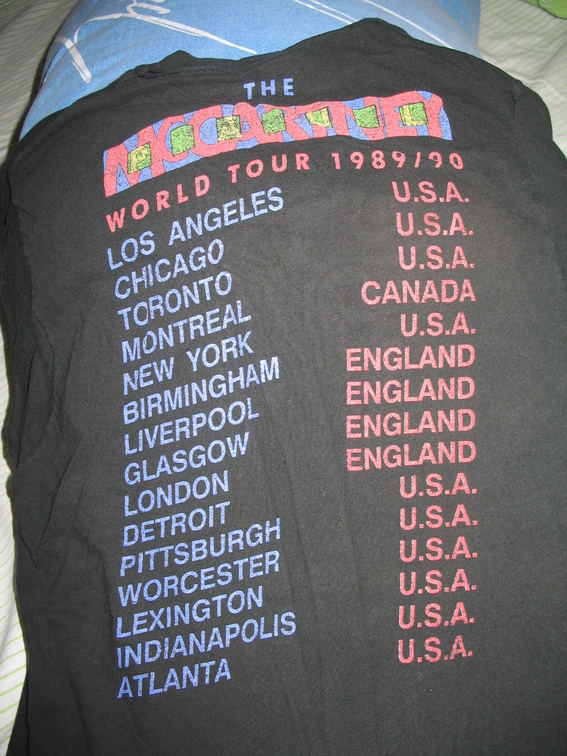 THE
McCARTNEY
WORLD TOUR 1989/90
LOS ANGELES U.S.A.
CHICAGO U.S.A.
TORONTO U.S.A.
MONTREAL CANADA
NEW YORK U.S.A.
BIRMINGHAM ENGLAND
LIVERPOOL ENGLAND
GLASGOW ENGLAND
LONDON ENGLAND
DETROIT U.S.A.
PITTSBURGH U.S.A.
WORCESTER U.S.A.
LEXINGTON U.S.A.
INDIANAPOLIS U.S.A.
ATLANTA U.S.A.